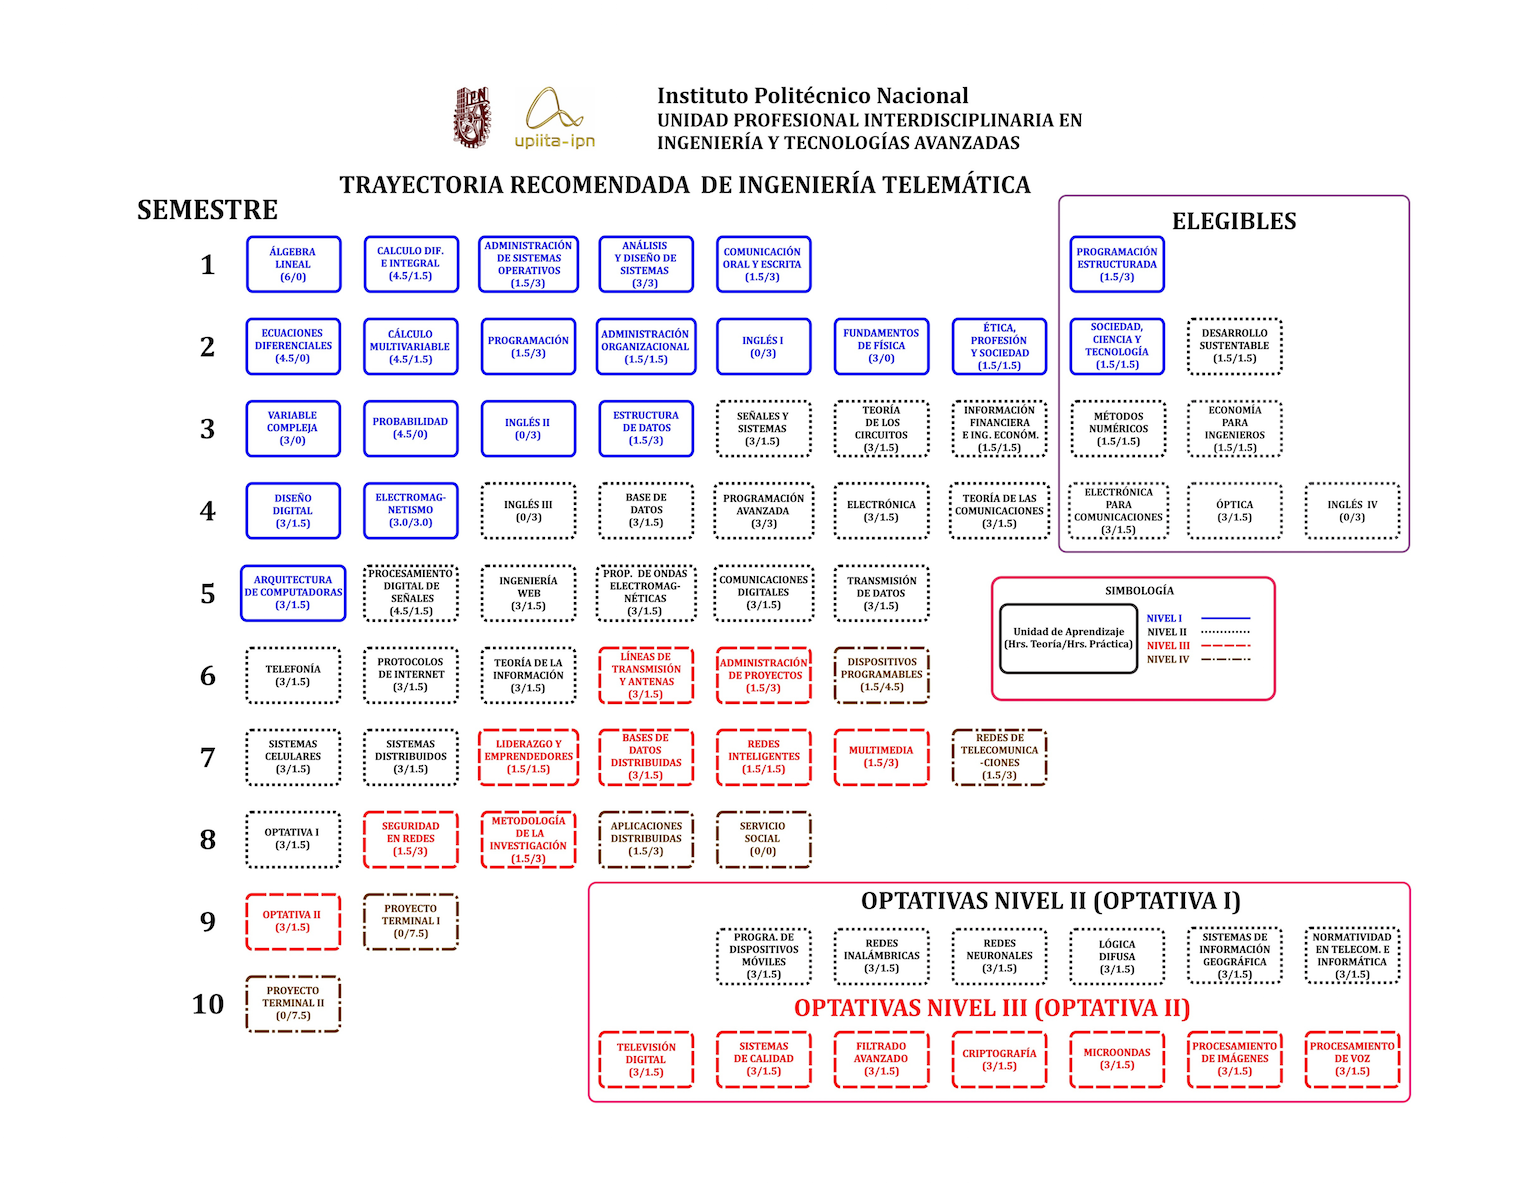 IPN
upiita-ipn
Instituto Politécnico Nacional
UNIDAD PROFESIONAL INTERDISCIPLINARIA EN
INGENIERÍA Y TECNOLOGÍAS AVANZADAS
TRAYECTORIA RECOMENDADA DE INGENIERÍA TELEMÁTICA
SEMESTRE
ELEGIBLES
1
ÁLGEBRA
LINEAL
(6/0)
CALCULO DIF.
E INTEGRAL
(4.5/1.5)
ADMINISTRACIÓN
DE SISTEMAS
OPERATIVOS
(1.5/3)
ANÁLISIS
Y DISEÑO DE
SISTEMAS
(3/3)
COMUNICACIÓN
ORAL Y ESCRITA
(1.5/3)
PROGRAMACIÓN
ESTRUCTURADA
(1.5/3)
2
ECUACIONES
DIFERENCIALES
(4.5/0)
CÁLCULO
MULTIVARIABLE
(4.5/1.5)
PROGRAMACIÓN
(1.5/3)
ADMINISTRACIÓN
ORGANIZACIONAL
(1.5/1.5)
INGLÉS I
(0/3)
FUNDAMENTOS
DE FÍSICA
(3/0)
ÉTICA,
PROFESIÓN
Y SOCIEDAD
(1.5/1.5)
SOCIEDAD,
CIENCIA Y
TECNOLOGÍA
(1.5/1.5)
DESARROLLO
SUSTENTABLE
(1.5/1.5)
3
VARIABLE
COMPLEJA
(3/0)
PROBABILIDAD
(4.5/0)
INGLÉS II
(0/3)
ESTRUCTURA
DE DATOS
(1.5/3)
SEÑALES Y
SISTEMAS
(3/1.5)
TEORÍA
DE LOS
CIRCUITOS
(3/1.5)
INFORMACIÓN
FINANCIERA
E ING. ECONÓM.
(1.5/1.5)
MÉTODOS
NUMÉRICOS
(1.5/1.5)
ECONOMÍA
PARA
INGENIEROS
(1.5/1.5)
4
DISEÑO
DIGITAL
(3/1.5)
ELECTROMAG-
NETISMO
(3.0/3.0)
INGLÉS III
(0/3)
BASE DE
DATOS
(3/1.5)
PROGRAMACIÓN
AVANZADA
(3/3)
ELECTRÓNICA
(3/1.5)
TEORÍA DE LAS
COMUNICACIONES
(3/1.5)
ELECTRÓNICA
PARA
COMUNICACIONES
(3/1.5)
ÓPTICA
(3/1.5)
INGLÉS IV
(0/3)
5
ARQUITECTURA
DE COMPUTADORAS
(3/1.5)
PROCESAMIENTO
DIGITAL DE
SEÑALES
(4.5/1.5)
INGENIERÍA
WEB
(3/1.5)
PROP. DE ONDAS
ELECTROMAG-
NÉTICAS
(3/1.5)
COMUNICACIONES
DIGITALES
(3/1.5)
TRANSMISIÓN
DE DATOS
(3/1.5)
SIMBOLOGÍA
Unidad de Aprendizaje
(Hrs. Teoría/Hrs. Práctica)
NIVEL I
NIVEL II
NIVEL III
NIVEL IV
6
TELEFONÍA
(3/1.5)
PROTOCOLOS
DE INTERNET
(3/1.5)
TEORÍA DE LA
INFORMACIÓN
(3/1.5)
LÍNEAS DE
TRANSMISIÓN
Y ANTENAS
(3/1.5)
ADMINISTRACIÓN
DE PROYECTOS
(1.5/3)
DISPOSITIVOS
PROGRAMABLES
(1.5/4.5)
7
SISTEMAS
CELULARES
(3/1.5)
SISTEMAS
DISTRIBUIDOS
(3/1.5)
LIDERAZGO Y
EMPRENDEDORES
(1.5/1.5)
BASES DE
DATOS
DISTRIBUIDAS
(3/1.5)
REDES
INTELIGENTES
(1.5/1.5)
MULTIMEDIA
(1.5/3)
REDES DE
TELECOMUNICA
-CIONES
(1.5/3)
8
OPTATIVA I
(3/1.5)
SEGURIDAD
EN REDES
(1.5/3)
METODOLOGÍA
DE LA
INVESTIGACIÓN
(1.5/3)
APLICACIONES
DISTRIBUIDAS
(1.5/3)
SERVICIO
SOCIAL
(0/0)
9
OPTATIVA II
(3/1.5)
PROYECTO
TERMINAL I
(0/7.5)
10
PROYECTO
TERMINAL II
(0/7.5)
OPTATIVAS NIVEL II (OPTATIVA I)
PROGRA. DE
DISPOSITIVOS
MÓVILES
(3/1.5)
REDES
INALÁMBRICAS
(3/1.5)
REDES
NEURONALES
(3/1.5)
LÓGICA
DIFUSA
(3/1.5)
SISTEMAS DE
INFORMACIÓN
GEOGRÁFICA
(3/1.5)
NORMATIVIDAD
EN TELECOM. E
INFORMÁTICA
(3/1.5)
OPTATIVAS NIVEL III (OPTATIVA II)
TELEVISIÓN
DIGITAL
(3/1.5)
SISTEMAS
DE CALIDAD
(3/1.5)
FILTRADO
AVANZADO
(3/1.5)
CRIPTOGRAFÍA
(3/1.5)
MICROONDAS
(3/1.5)
PROCESAMIENTO
DE IMÁGENES
(3/1.5)
PROCESAMIENTO
DE VOZ
(3/1.5)